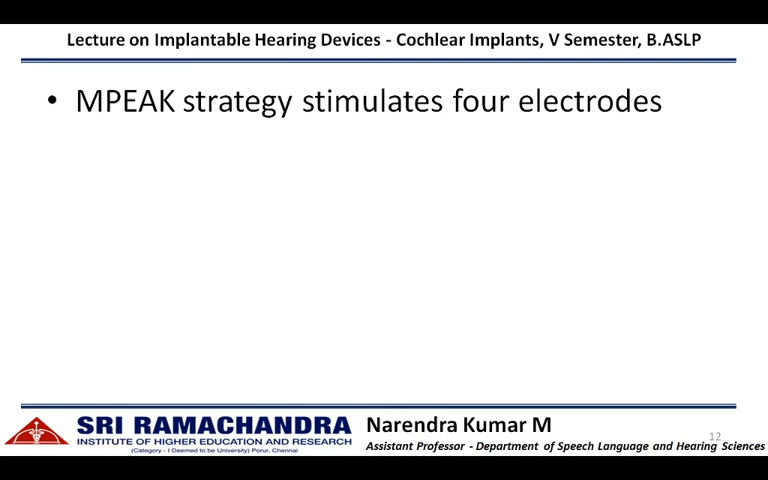 Lecture on Implantable Hearing Devices - Cochlear Implants, V Semester, B.ASLP
• MPEAK strategy stimulates four electrodes
SRI RAMACHANDRA
INSTITUTE OF HIGHER EDUCATION AND RESEARCH
(Category - I Deemed to be University) Porur, Chennai
Narendra Kumar M
12
Assistant Professor - Department of Speech Language and Hearing Sciences